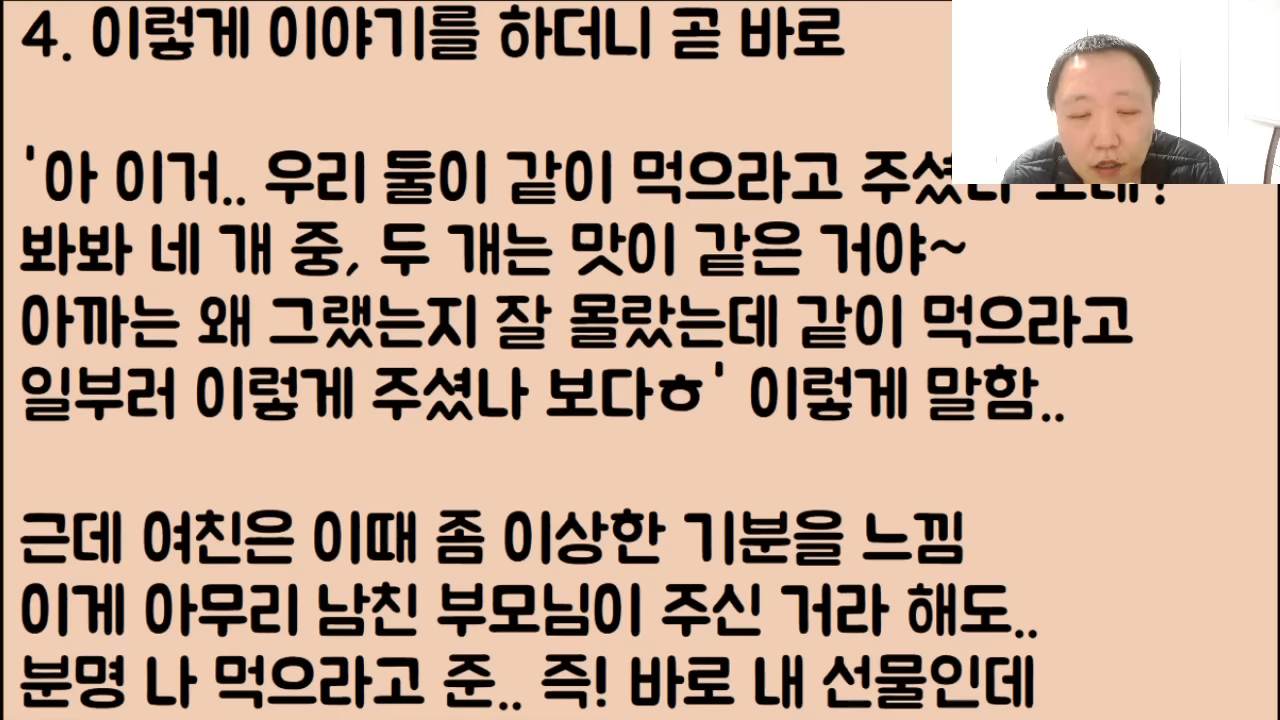 4. 이렇게 이야기를 하더니 곧 바로
'아 이거.. 우리 둘이 같이 먹으라고
봐봐 네 개 중, 두 개는 맛이 같은 거야~
아까는 왜 그랬는지 잘 몰랐는데 같이 먹으라고
일부러 이렇게 주셨나 보다ㅎ' 이렇게 말함..
근데 여친은 이때 좀 이상한 기분을 느낌
이게 아무리 남친 부모님이 주신 거라 해도..
분명 나 먹으라고 준.. 즉! 바로 내 선물인데